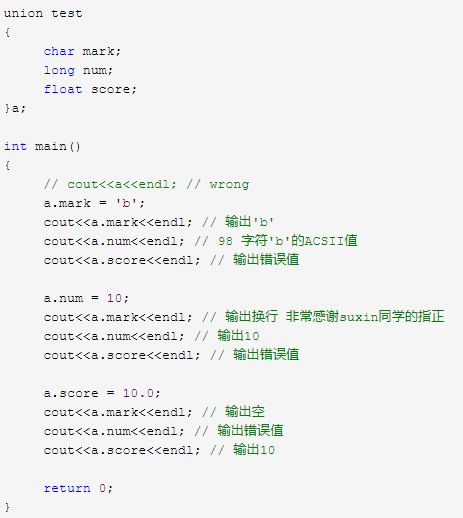 union test
{
char mark;
long num;
float score;
}a;
int main()
{
// cout<<a<<endl; // wrong
a.mark = 'b';
cout<<a.mark<<endl; // 输出'b'
cout<<a.num<<endl; // 98 字符'b'的ACSII值
cout<<a.score<<endl; // 输出错误值
a.num = 10;
cout<<a.mark<<endl; // 输出换行 非常感谢suxin同学的指正
cout<<a.num<<endl; // 输出10
cout<<a.score<<endl; // 输出错误值
a.score = 10.0;
cout<<a.mark<<endl; // 输出空
cout<<a.num<<endl; // 输出错误值
cout<<a.score<<endl; // 输出10
return 0;
}